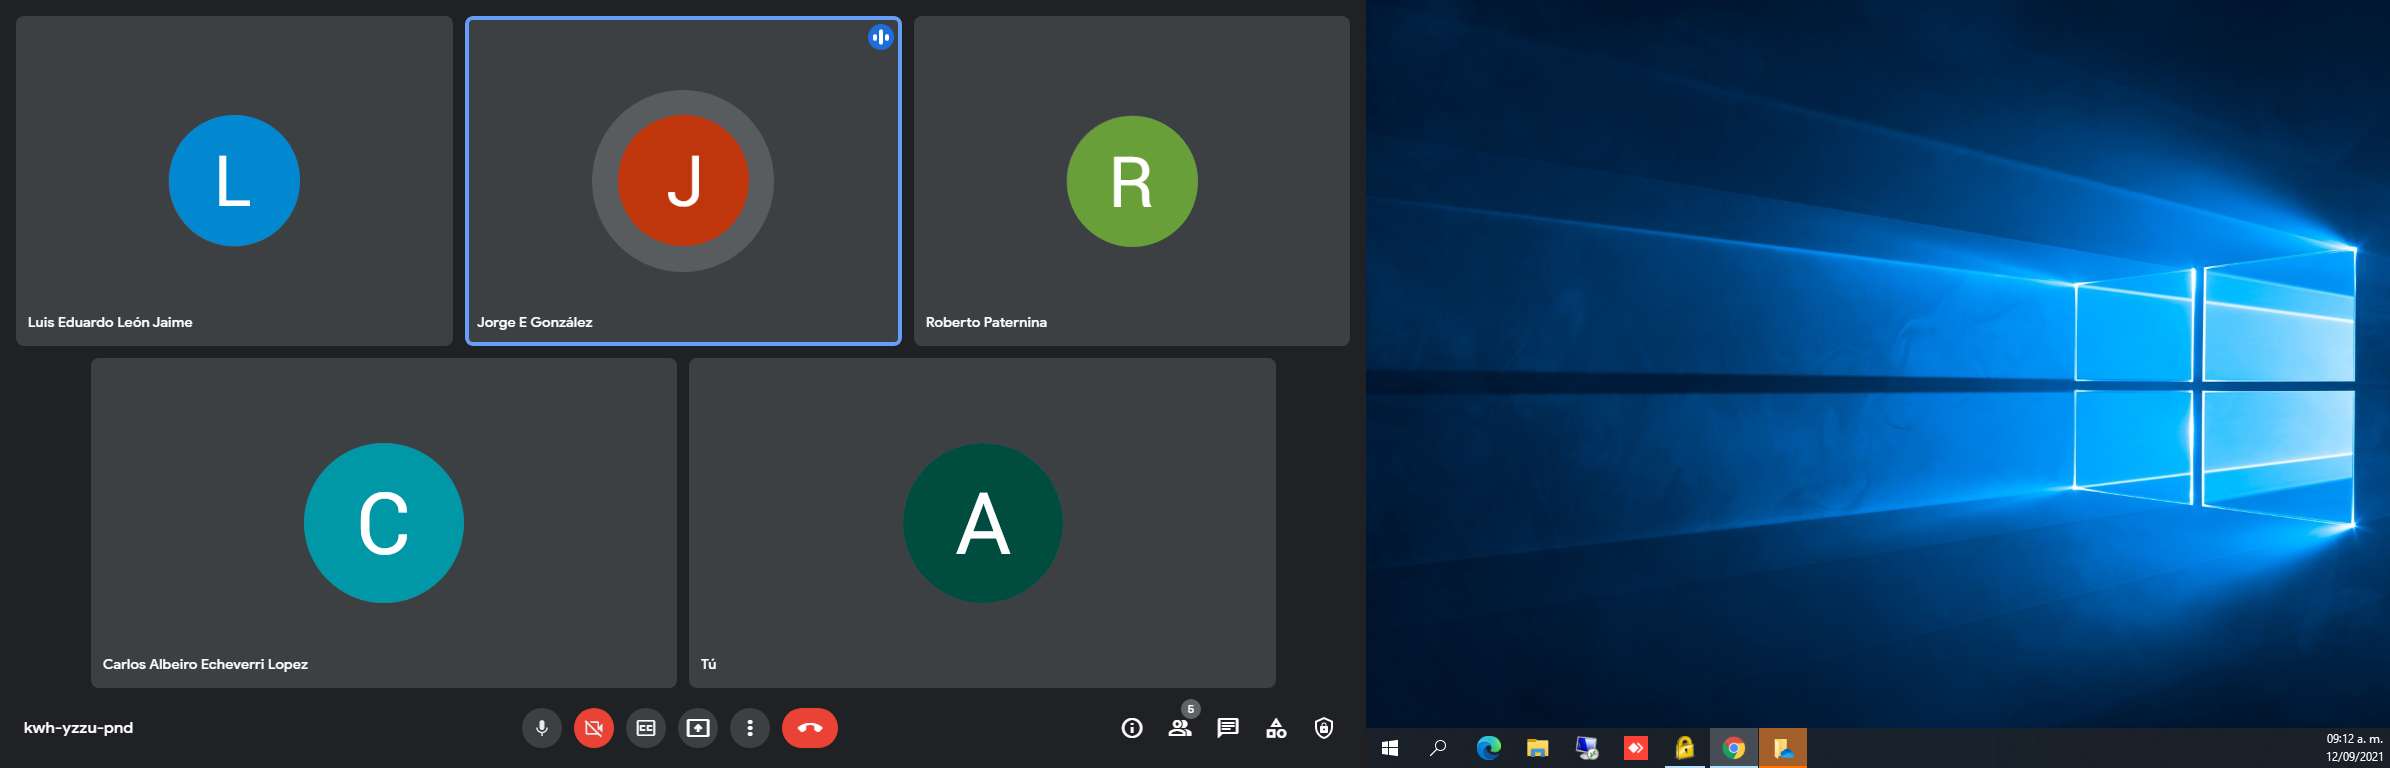 L
J
R
Luis Eduardo León Jaime
Jorge E González
Roberto Paternina
C
A
Carlos Albeiro Echeverri Lopez
Tú
kwh-yzzu-pnd
CC
5
09:12 a. m.
12/09/2021